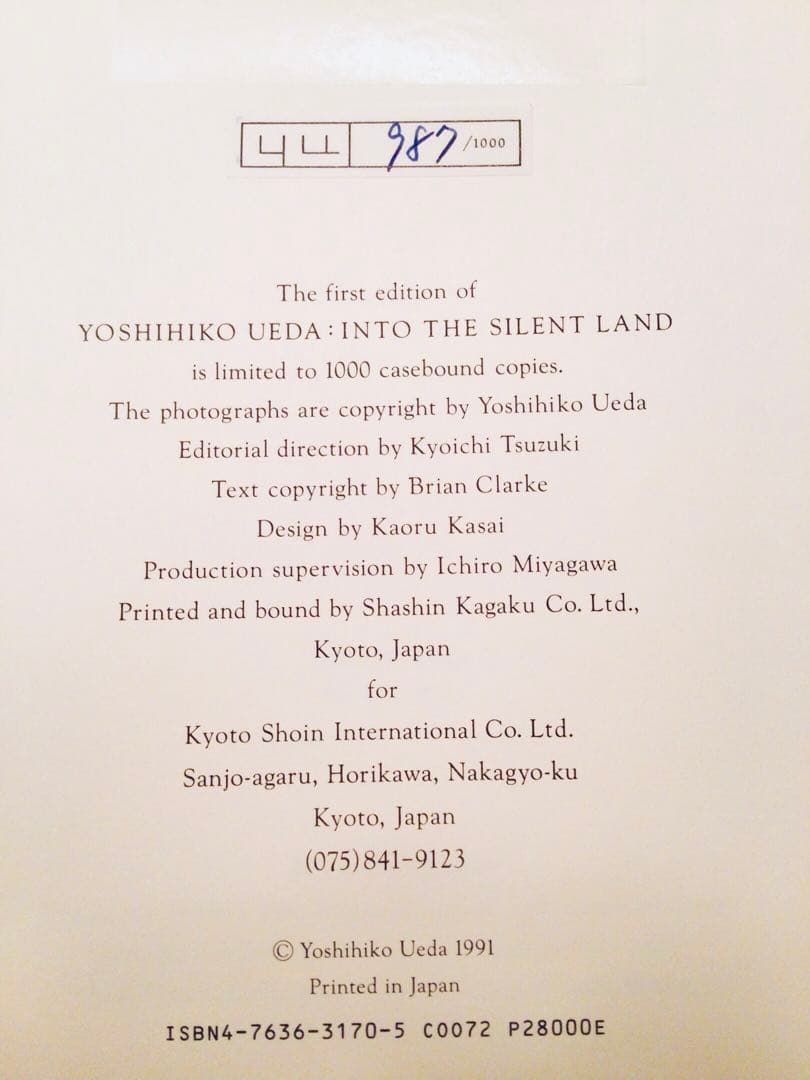 987 /1000
The first edition of
YOSHIHIKO UEDA : INTO THE SILENT LAND
is limited to 1000 casebound copies.
The photographs are copyright by Yoshihiko Ueda
Editorial direction by Kyoichi Tsuzuki
Text copyright by Brian Clarke
Design by Kaoru Kasai
Production supervision by Ichiro Miyagawa
Printed and bound by Shashin Kagaku Co. Ltd.,
Kyoto, Japan
for
Kyoto Shoin International Co. Ltd.
Sanjo-agaru, Horikawa, Nakagyo-ku
Kyoto, Japan
(075)841-9123
© Yoshihiko Ueda 1991
Printed in Japan
ISBN4-7636-3170-5 C0072 P28000E